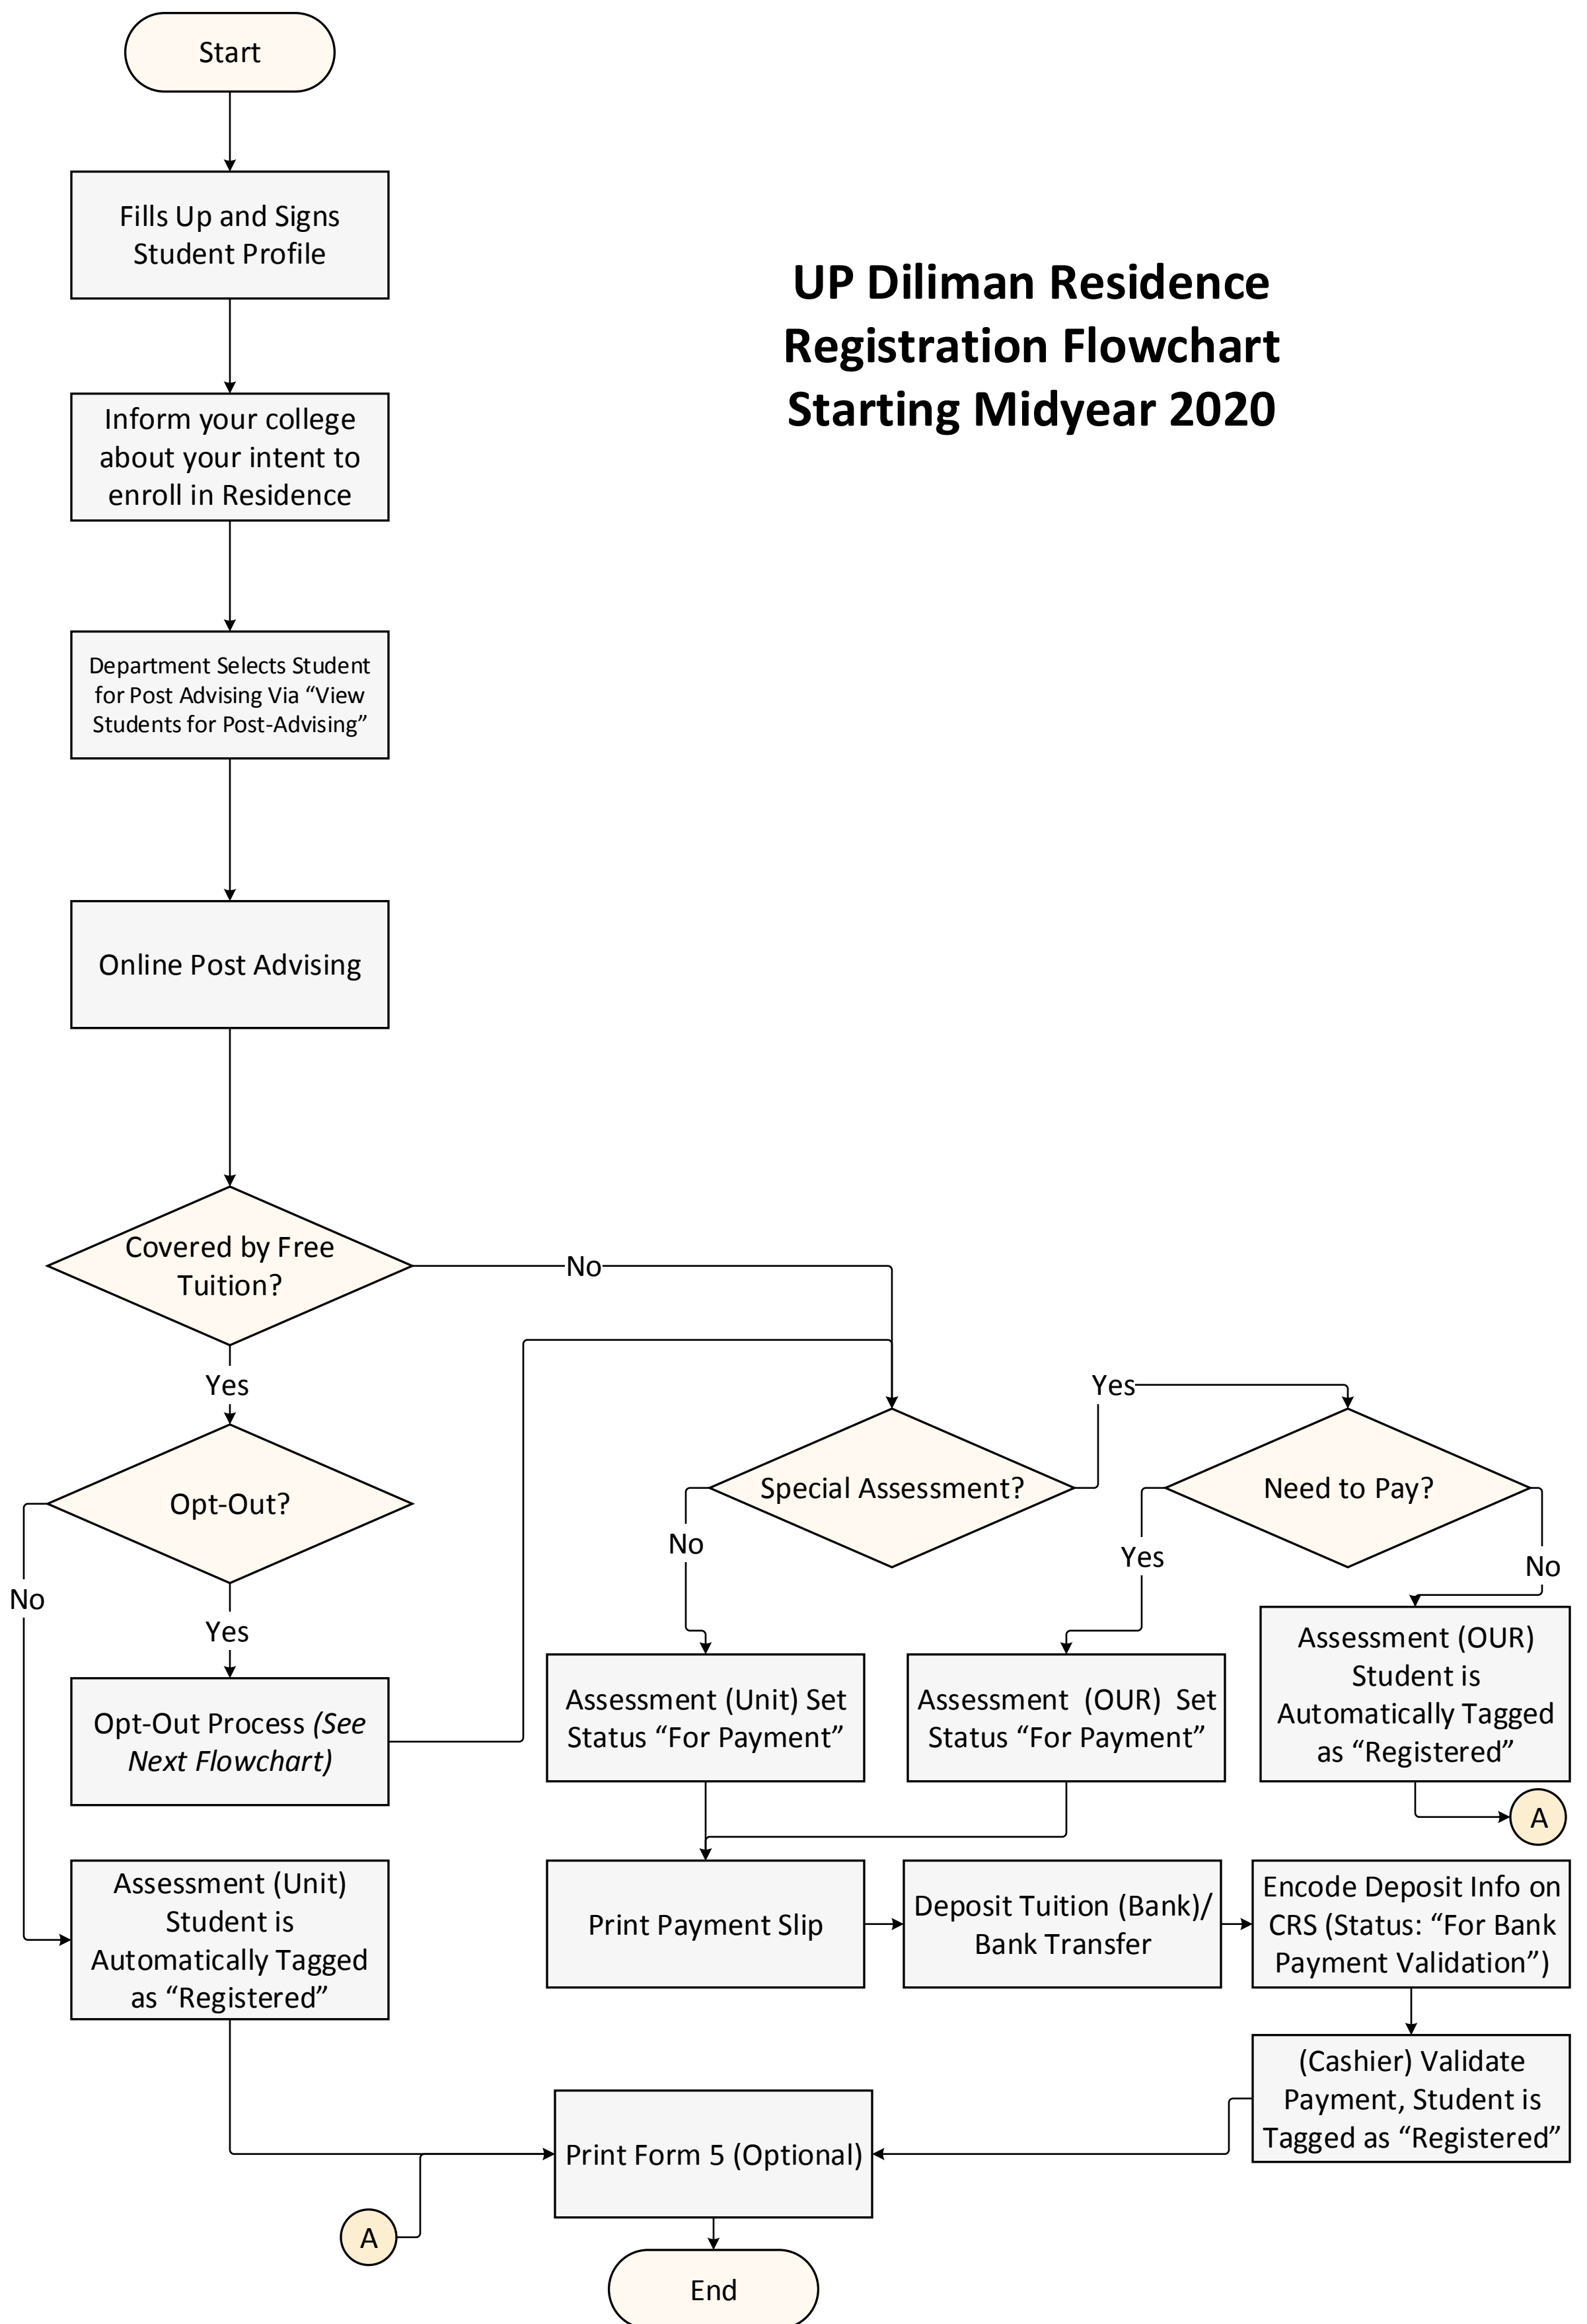 Start
Fills Up and Signs
Student Profile
UP Diliman Residence
Registration Flowchart
Starting Midyear 2020
Inform your college
about your intent to
enroll in Residence
Department Selects Student
for Post Advising Via “View
Students for Post-Advising”
Online Post Advising
Covered by Free
Tuition?
No
Yes
Opt-Out?
No
Yes
Opt-Out Process (See
Next Flowchart)
Assessment (Unit)
Student is
Automatically Tagged
as “Registered”
Special Assessment?
Yes
No
Need to Pay?
Yes
No
Assessment (Unit) Set
Status “For Payment”
Assessment (OUR) Set
Status “For Payment”
Assessment (OUR)
Student is
Automatically Tagged
as “Registered”
A
Print Payment Slip
Deposit Tuition (Bank)/
Bank Transfer
Encode Deposit Info on
CRS (Status: “For Bank
Payment Validation”)
(Cashier) Validate
Payment, Student is
Tagged as “Registered”
Print Form 5 (Optional)
A
End